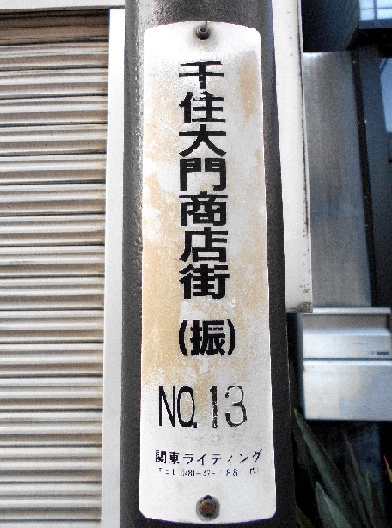 千住大門商店街
(振)
NO.13
関東ライティング